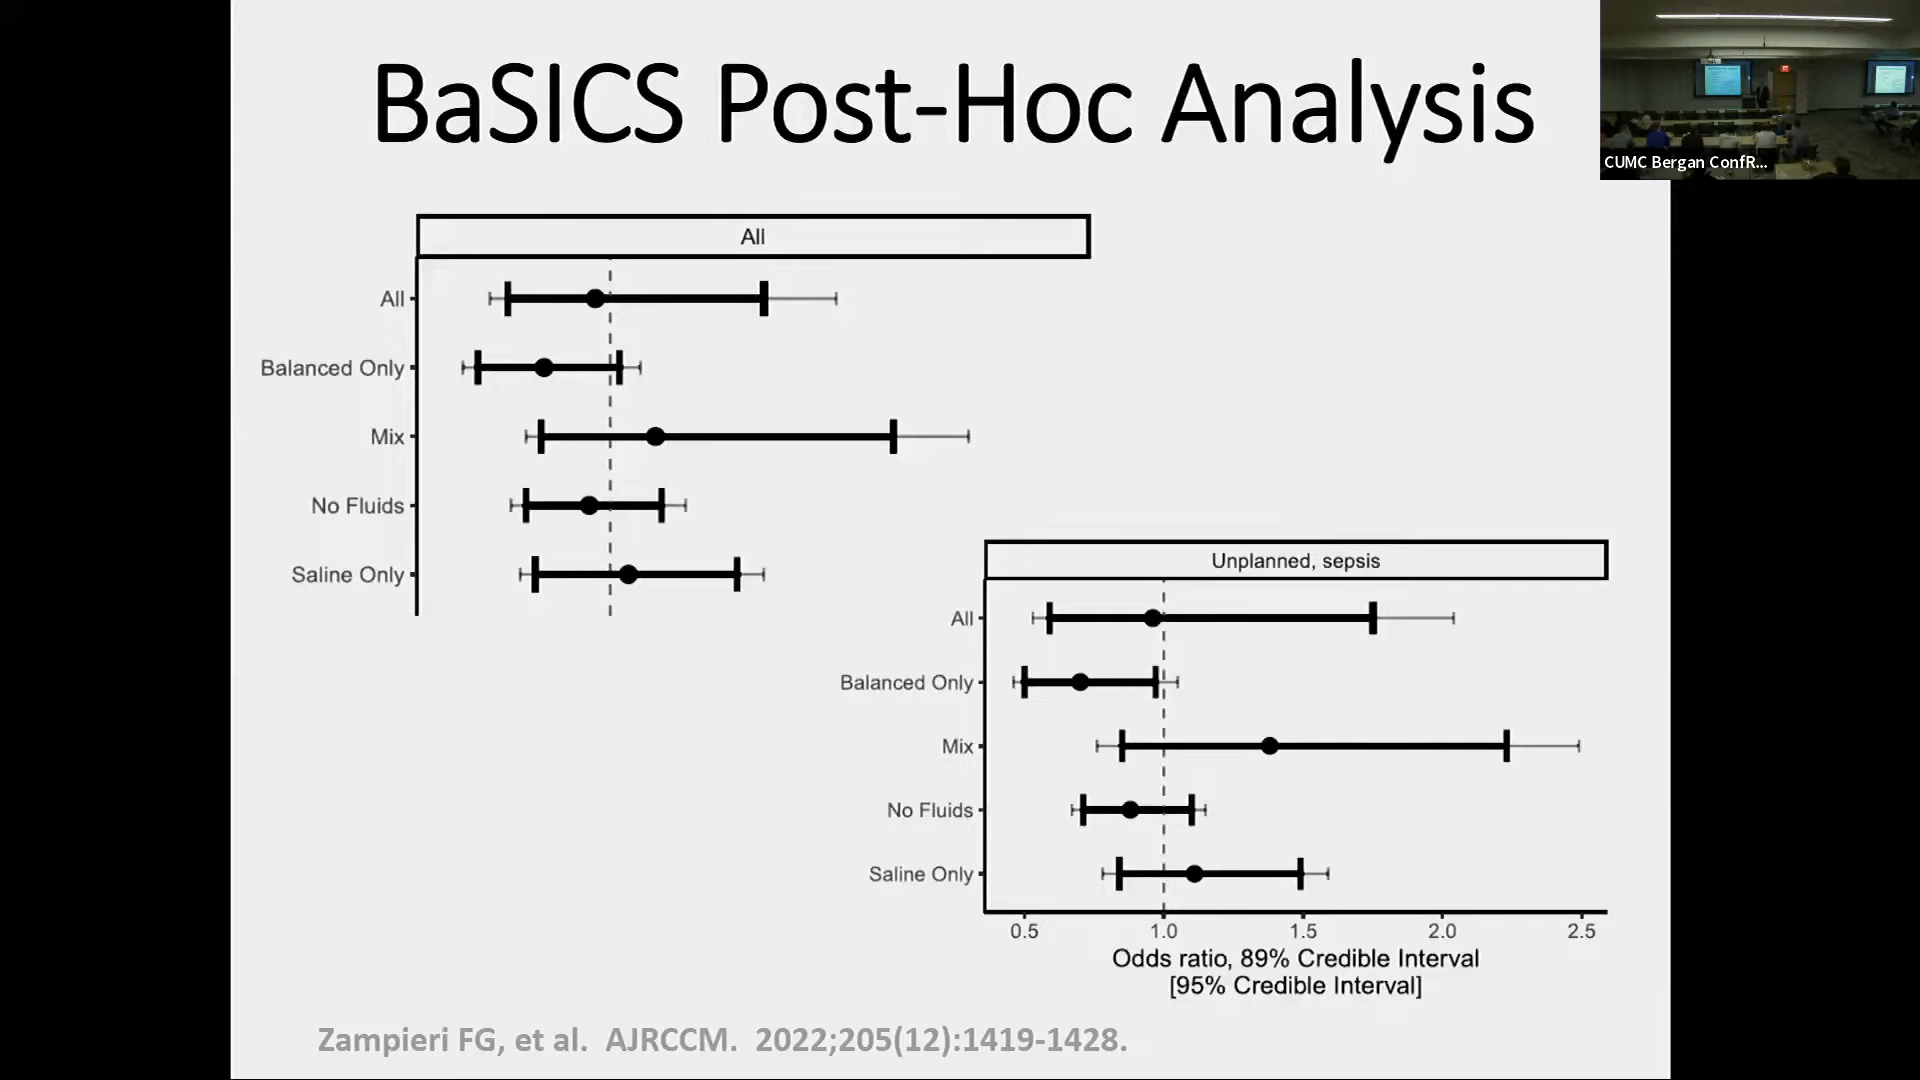 BaSICS Post-Hoc Analysis
CUMC Bergan ConfR...
All
All
Balanced Only
Mix
No Fluids
Saline Only
Unplanned, sepsis
All
Balanced Only
Mix
No Fluids
Saline Only
0.5 1.0 1.5 2.0 2.5
Odds ratio, 89% Credible Interval
[95% Credible Interval]
Zampieri FG, et al. AJRCCM. 2022;205(12):1419-1428.